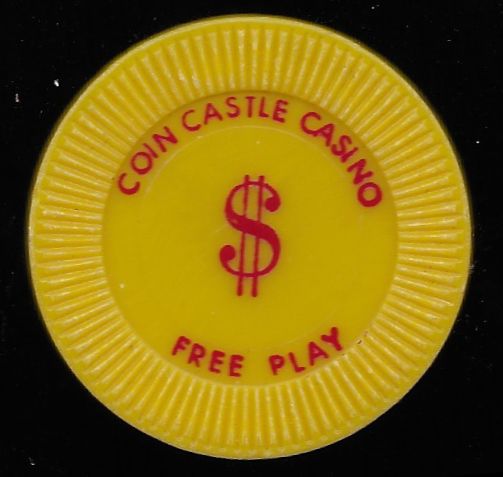 COIN CASTLE CASINO
$
FREE PLAY